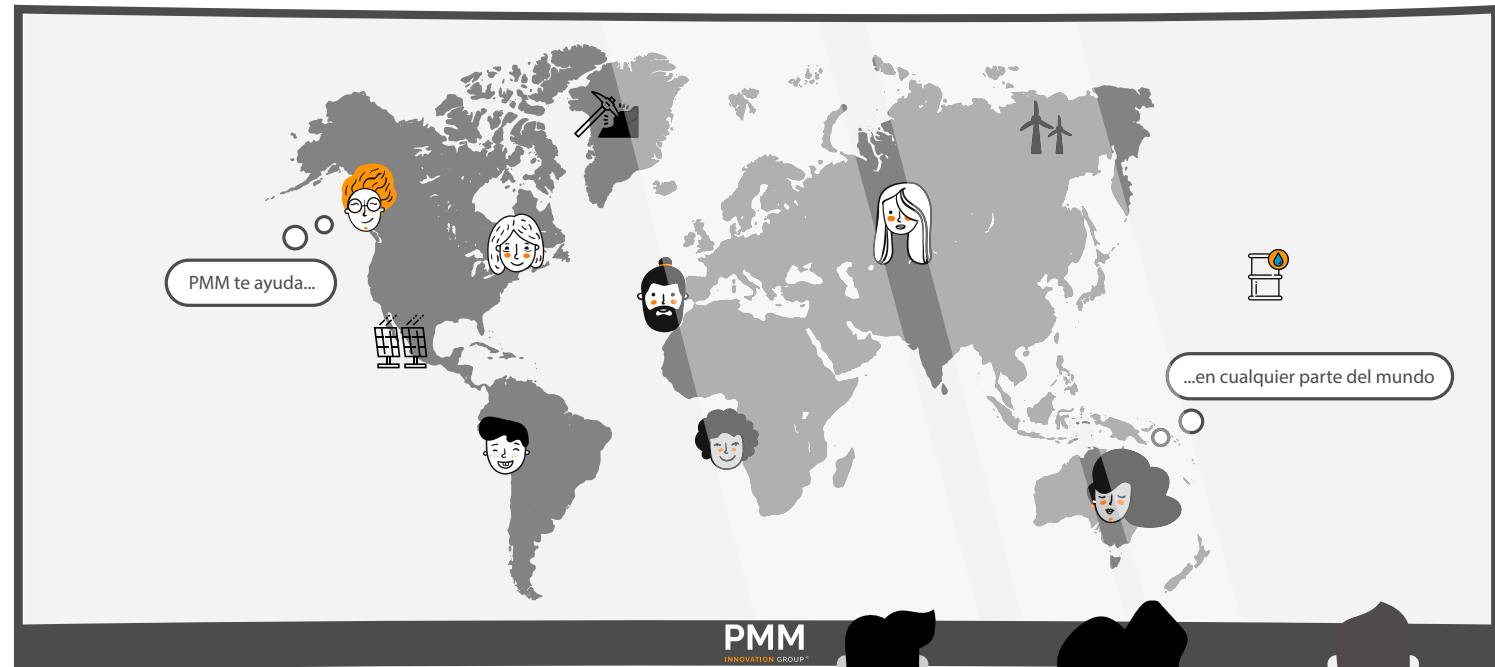 PMM te ayuda...
...en cualquier parte del mundo
PMM
INNOVATION GROUP®